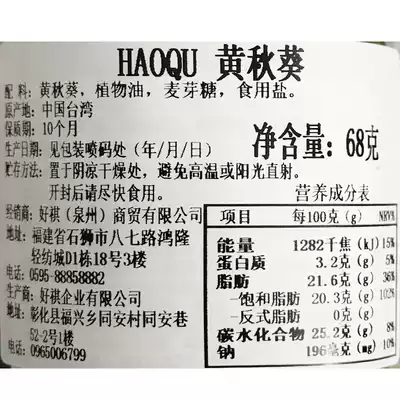 HAOQU 黄秋葵
配料：黄秋葵，植物油，麦芽糖，食用盐。
原产地：中国台湾
保质期：10个月
生产日期：见包装喷码处（年/月/日）
净含量：68克
贮存方法：置于阴凉干燥处，避免高温或阳光直射。
开封后请尽快食用。
营养成分表
经销商：好祺（泉州）商贸有限公司
地址：福建省石狮市八七路鸿隆
轻纺城D1栋18号3楼
电话：0595-88858882
生产商：好祺企业有限公司
地址：彰化县福兴乡同安村同安巷
52-2号1楼
电话：0965006799
项目 每100克(g) NRV%
能量 1282千焦(kJ) 15%
蛋白质 3.2克(g) 5%
脂肪 21.6克(g) 36%
-饱和脂肪 20.3克(g) 102%
-反式脂肪 0克(g)
碳水化合物 25.2克(g) 8%
钠 196毫克(mg) 10%